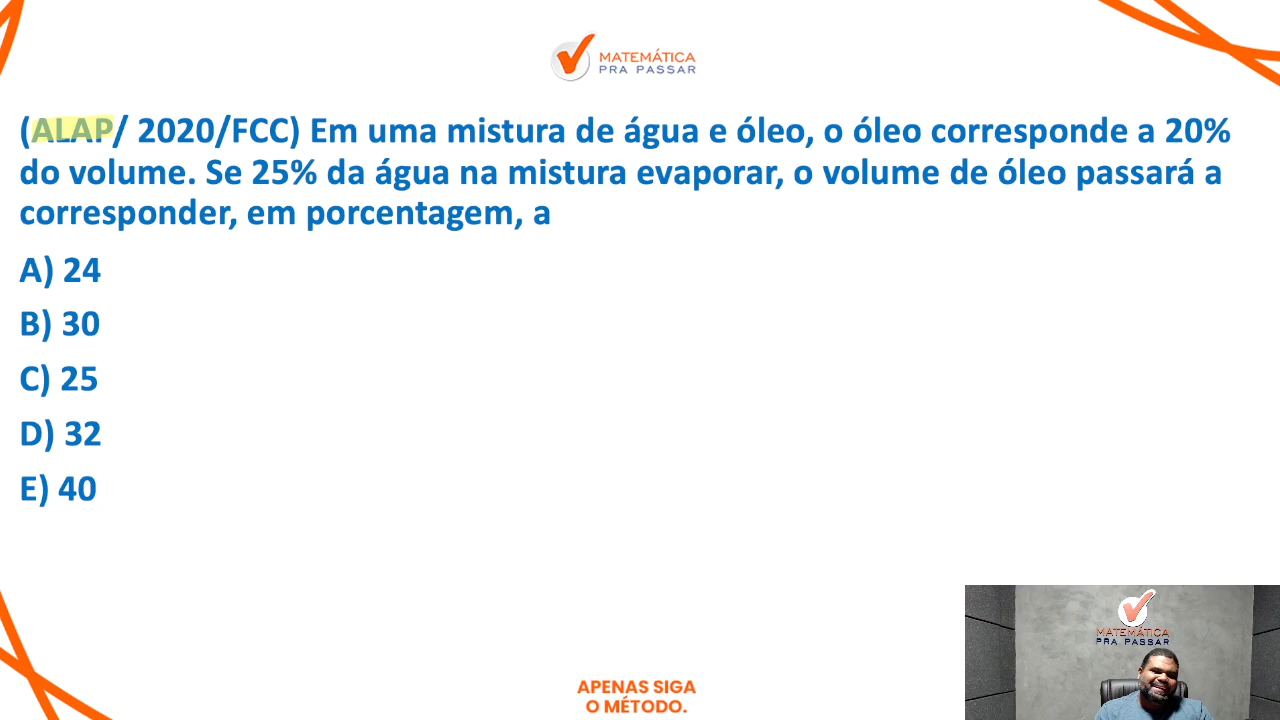 MATEMÁTICA
PRA PASSAR
(ALAP/ 2020/FCC) Em uma mistura de água e óleo, o óleo corresponde a 20%
do volume. Se 25% da água na mistura evaporar, o volume de óleo passará a
corresponder, em porcentagem, a
A) 24
B) 30
C) 25
D) 32
E) 40
MATEMÁTICA
PRA PASSAR
APENAS SIGA
O MÉTODO.